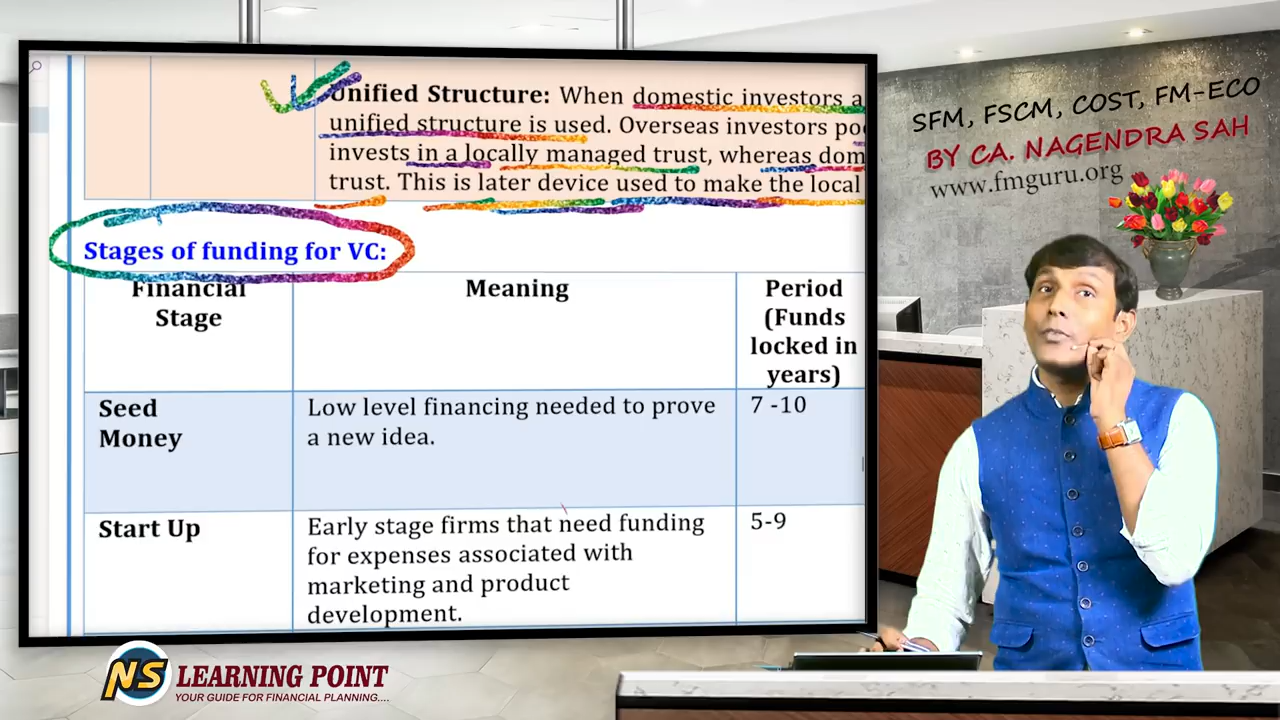 Unified Structure: When domestic investors a
unified structure is used. Overseas investors poo
invests in a locally managed trust, whereas dom
trust. This is later device used to make the local
Stages of funding for VC:
Financial Stage
Meaning
Period (Funds locked in years)
Seed Money
Low level financing needed to prove
a new idea.
7 -10
Start Up
Early stage firms that need funding
for expenses associated with
marketing and product
development.
5-9
SFM, FSCM, COST, FM-ECO
BY CA. NAGENDRA SAH
www.fmguru.org
NS LEARNING POINT
YOUR GUIDE FOR FINANCIAL PLANNING....